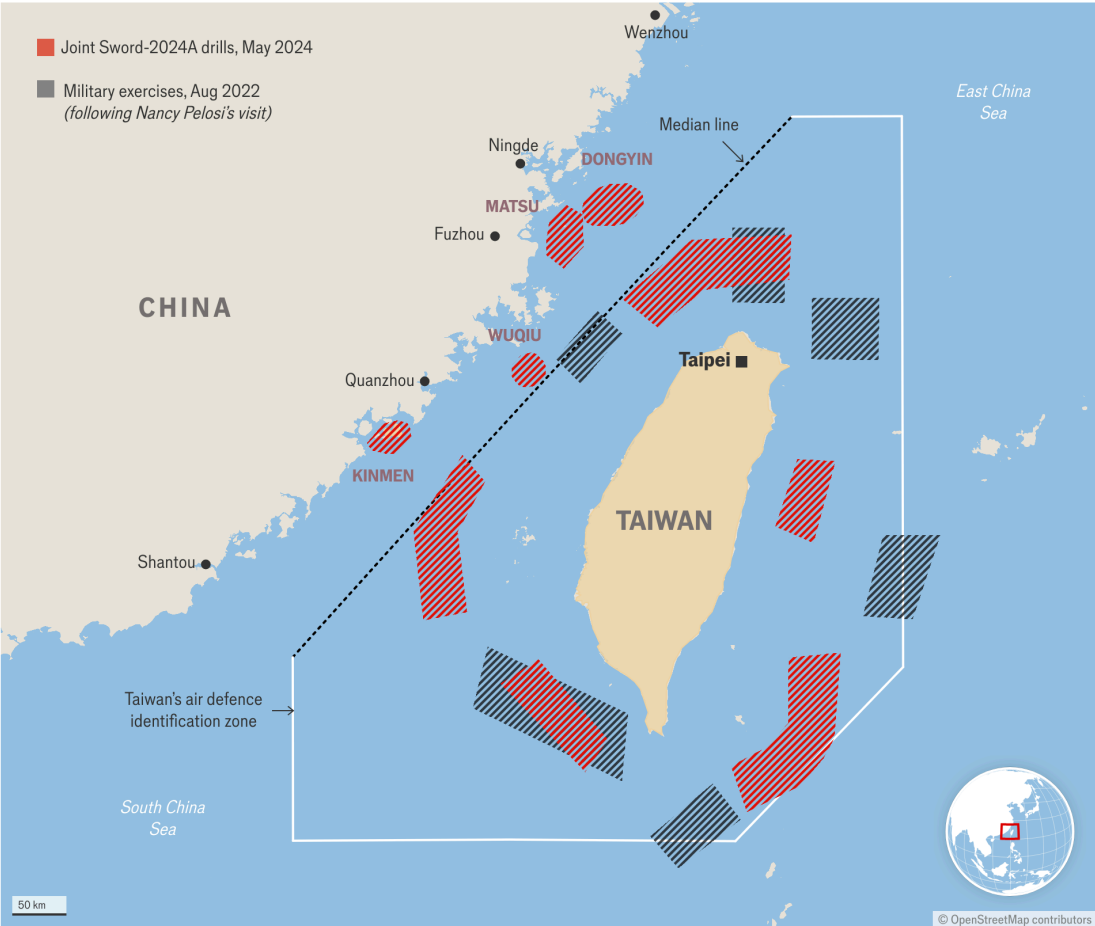 Joint Sword-2024A drills, May 2024
Military exercises, Aug 2022
(following Nancy Pelosi's visit)
Wenzhou
East China
Sea
Median line
Ningde
DONGYIN
MATSU
Fuzhou
CHINA
WUQIU
Taipei
Quanzhou
KINMEN
TAIWAN
Shantou
Taiwan's air defence
identification zone
South China
Sea
50 km
© OpenStreetMap contributors